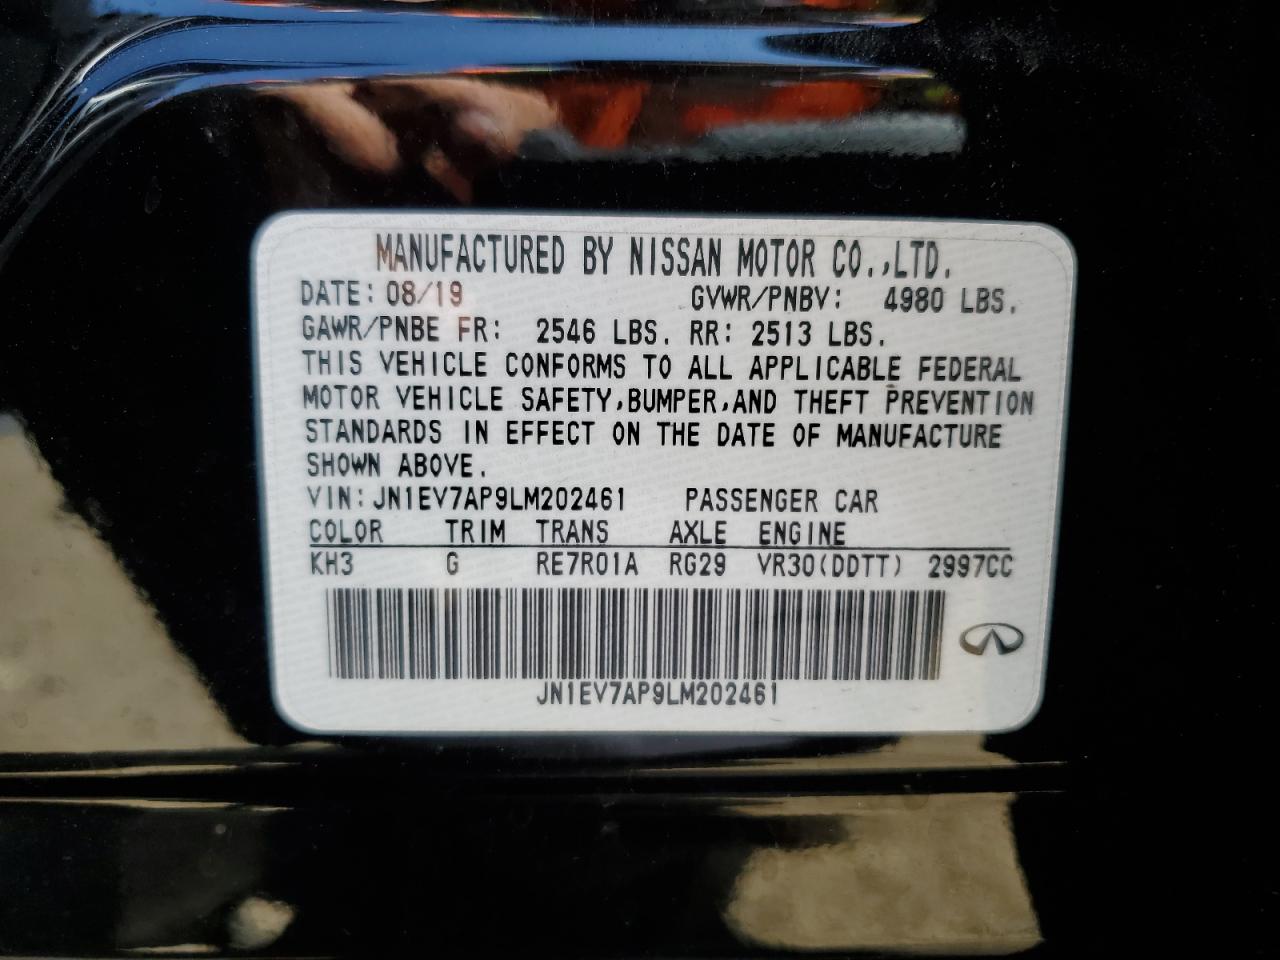 MANUFACTURED BY NISSAN MOTOR CO.,LTD.
DATE: 08/19 GVWR/PNBV: 4980 LBS.
GAWR/PNBE FR: 2546 LBS. RR: 2513 LBS.
THIS VEHICLE CONFORMS TO ALL APPLICABLE FEDERAL
MOTOR VEHICLE SAFETY,BUMPER,AND THEFT PREVENTION
STANDARDS IN EFFECT ON THE DATE OF MANUFACTURE
SHOWN ABOVE.
VIN: JN1EV7AP9LM202461 PASSENGER CAR
COLOR TRIM TRANS AXLE ENGINE
KH3 G RE7R01A RG29 VR30(DDTT) 2997CC
JN1EV7AP9LM202461